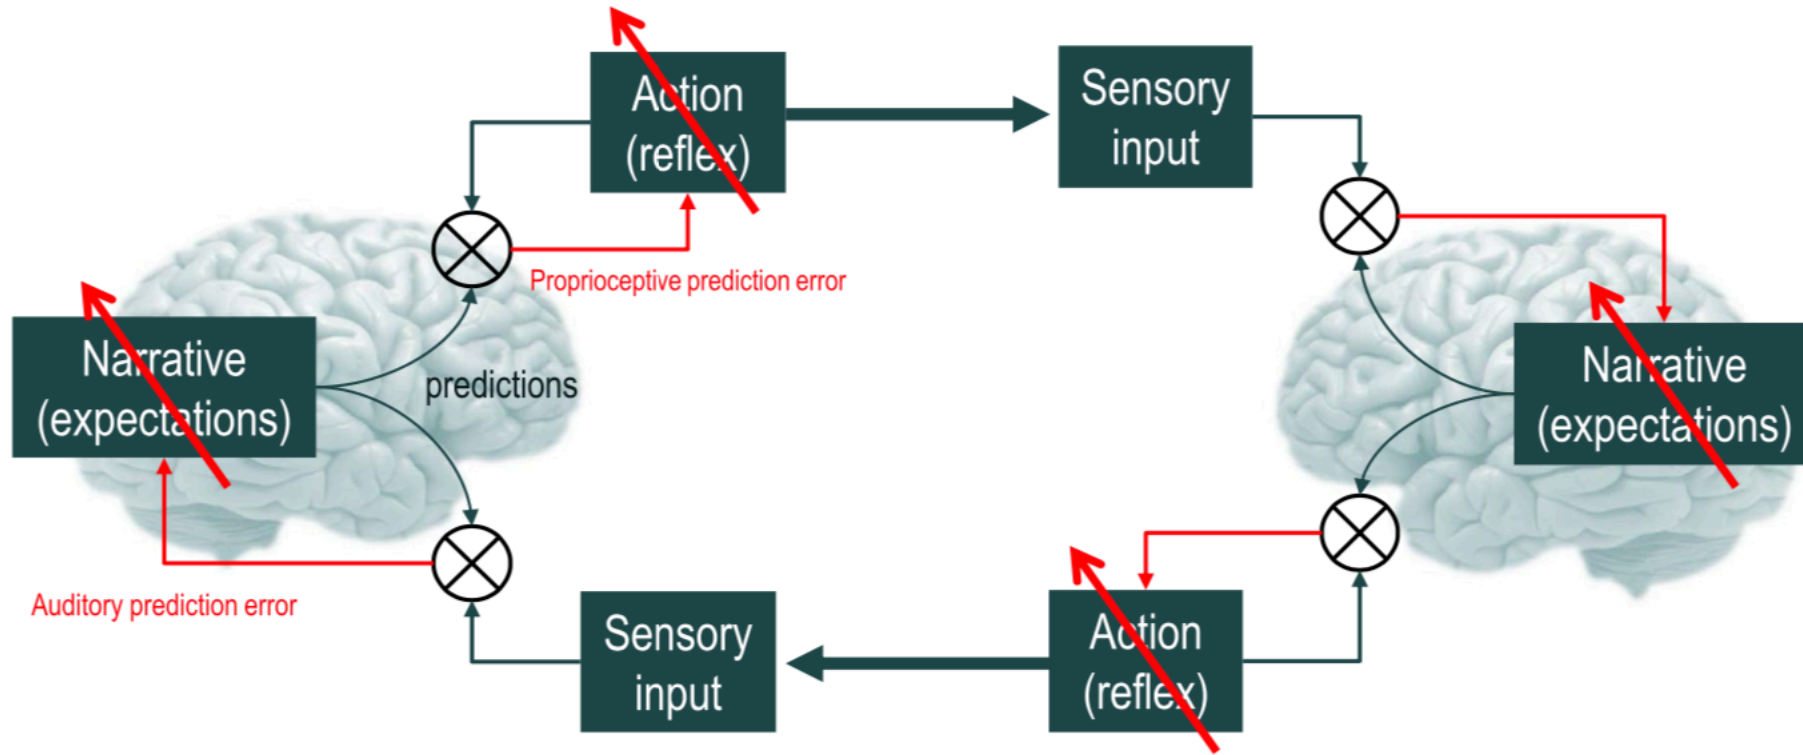 Action
(reflex)
Sensory
input
Proprioceptive prediction error
Narrative
(expectations)
predictions
Narrative
(expectations)
Auditory prediction error
Sensory
input
Action
(reflex)